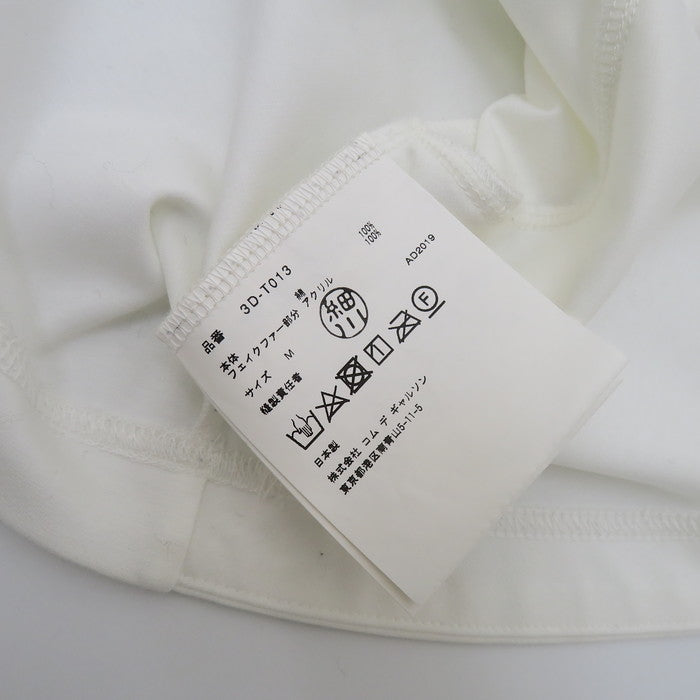 品番 3D-T013
本体 綿 100%
フェイクファー部分 アクリル 100%
サイズ M AD2019
縫製責任者 細川
F
日本製
株式会社 コム デ ギャルソン
東京都港区南青山5-11-5